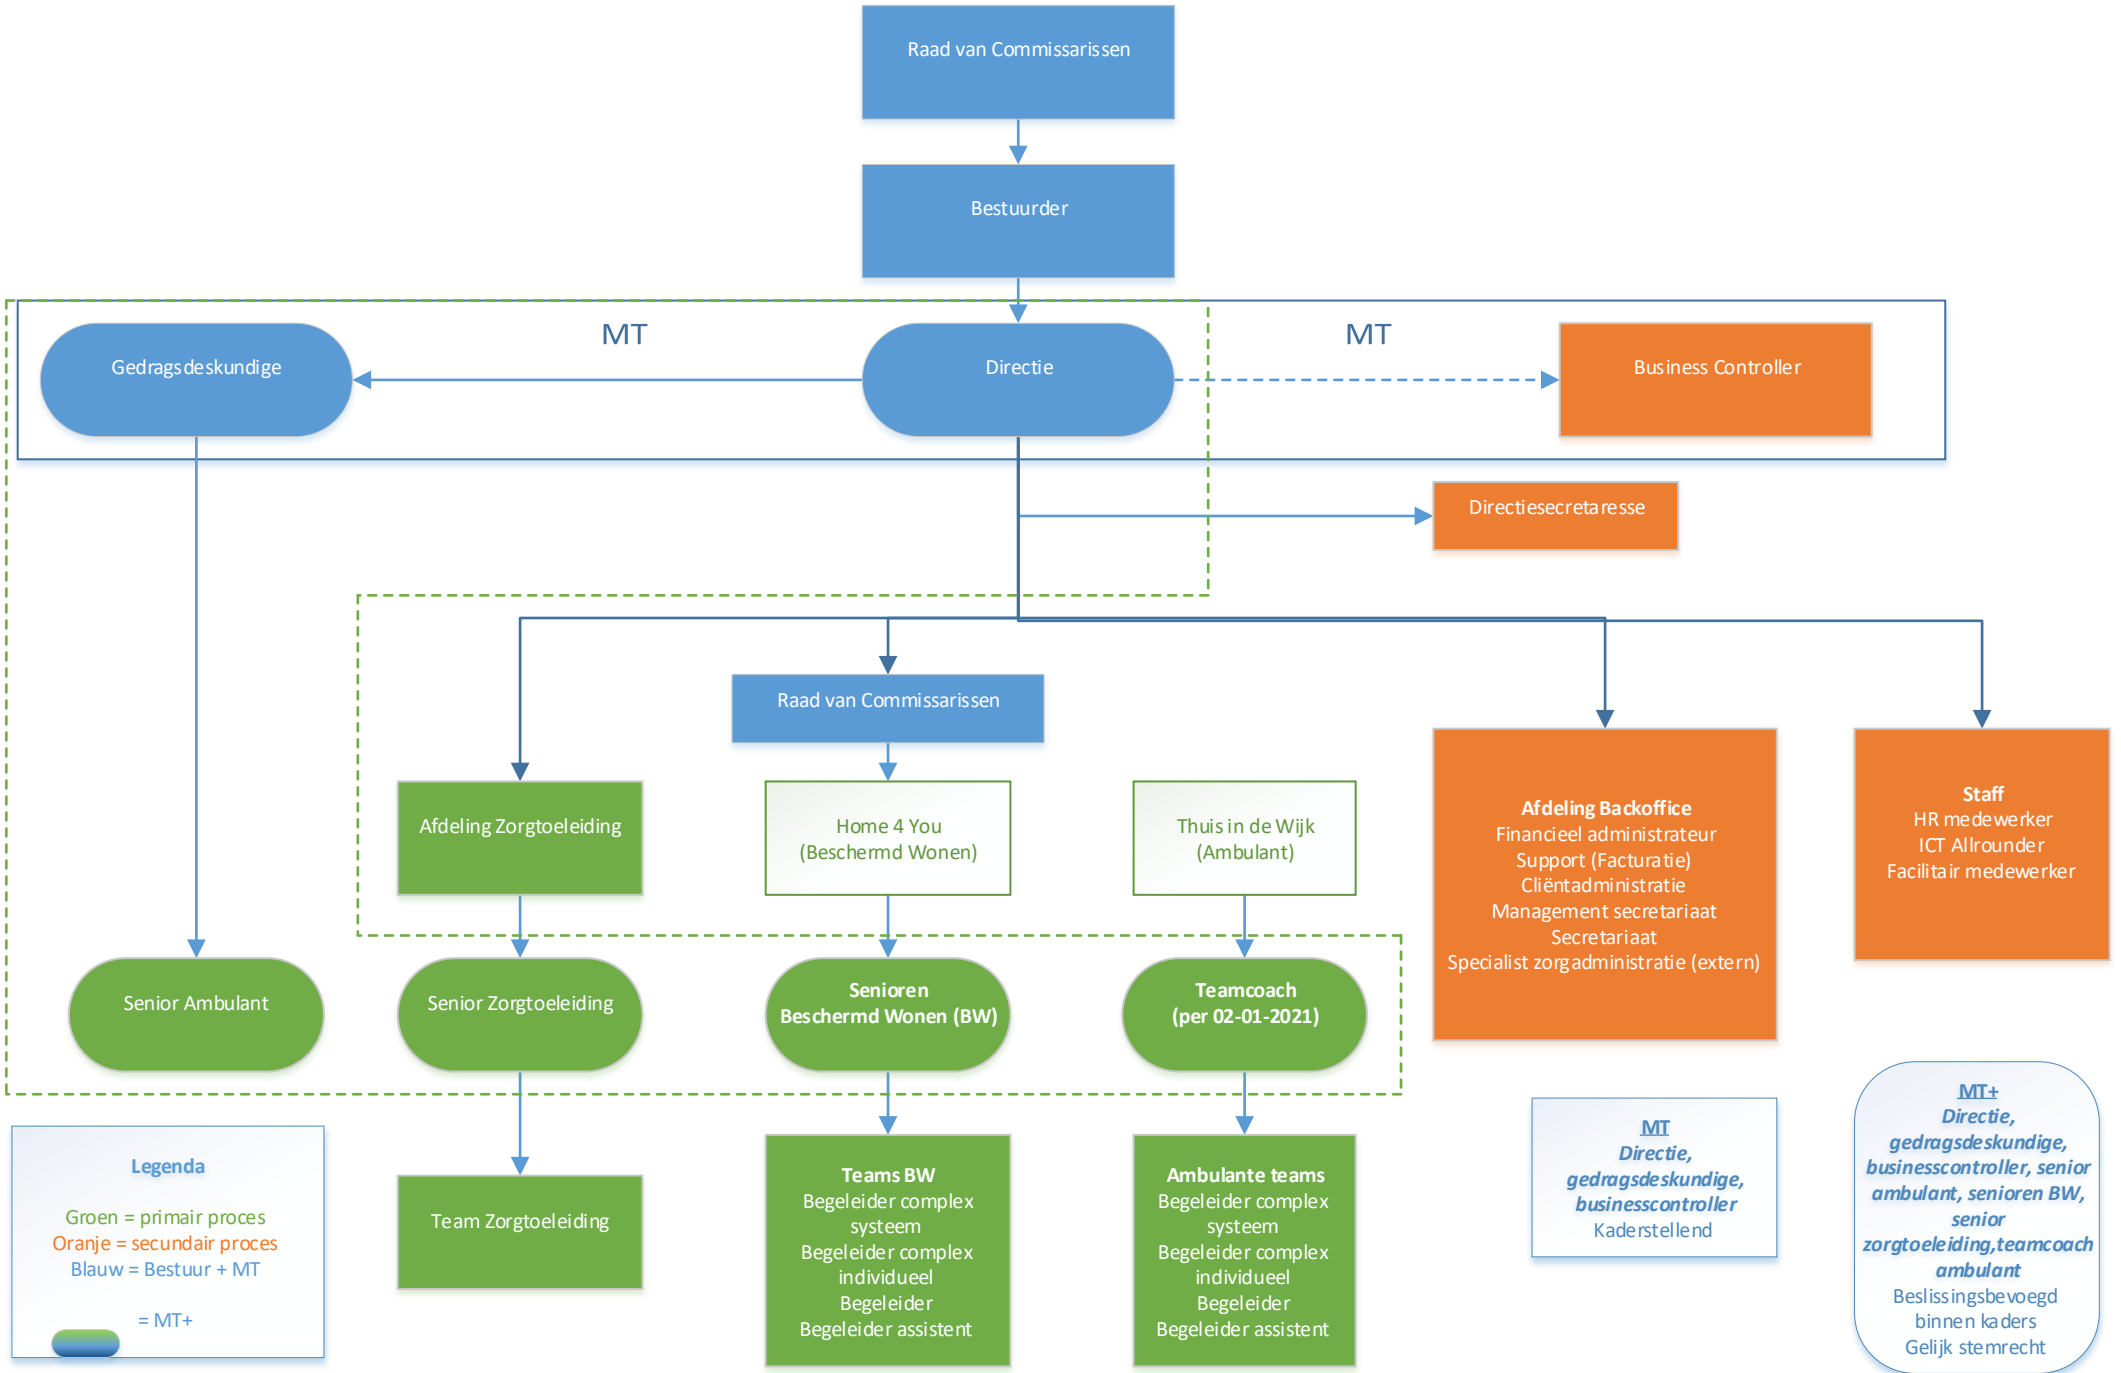 Raad van Commissarissen
Bestuurder
MT
MT
Gedragsdeskundige
Directie
Business Controller
Directiesecretaresse
Raad van Commissarissen
Afdeling Zorgtoeleiding
Home 4 You
(Beschermd Wonen)
Thuis in de Wijk
(Ambulant)
Afdeling Backoffice
Financieel administrateur
Support (Facturatie)
Cliëntadministratie
Management secretariaat
Secretariaat
Specialist zorgadministratie (extern)
Staff
HR medewerker
ICT Allrounder
Facilitair medewerker
Senior Ambulant
Senior Zorgtoeleiding
Senioren
Beschermd Wonen (BW)
Teamcoach
(per 02-01-2021)
Legenda
Groen = primair proces
Oranje = secundair proces
Blauw = Bestuur + MT
= MT+
Team Zorgtoeleiding
Teams BW
Begeleider complex
systeem
Begeleider complex
individueel
Begeleider
Begeleider assistent
Ambulante teams
Begeleider complex
systeem
Begeleider complex
individueel
Begeleider
Begeleider assistent
MT
Directie,
gedragsdeskundige,
businesscontroller
Kaderstellend
MT+
Directie,
gedragsdeskundige,
businesscontroller, senior
ambulant, senioren BW,
senior
zorgtoeleiding,teamcoach
ambulant
Beslissingsbevoegd
binnen kaders
Gelijk stemrecht